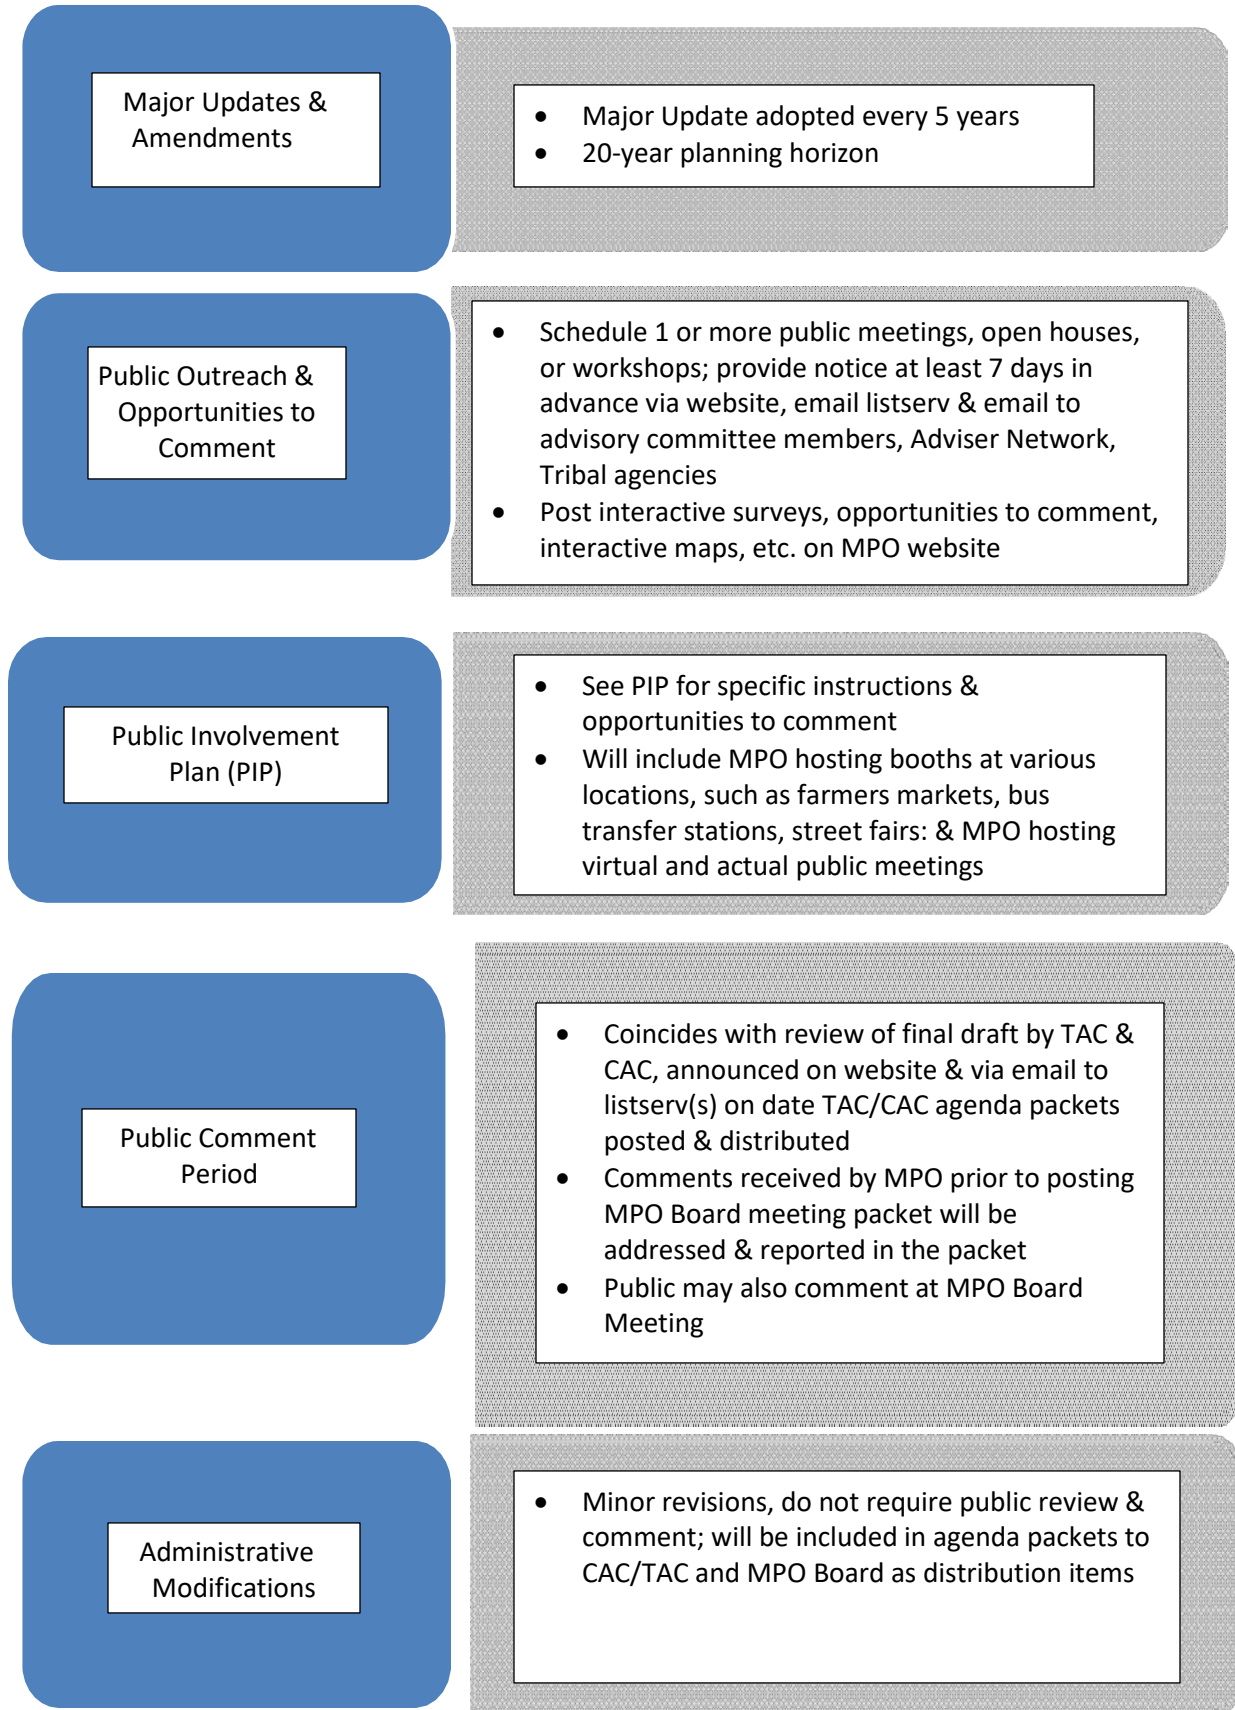 Major Updates &
Amendments
• Major Update adopted every 5 years
• 20-year planning horizon
Public Outreach &
Opportunities to
Comment
• Schedule 1 or more public meetings, open houses,
or workshops; provide notice at least 7 days in
advance via website, email listserv & email to
advisory committee members, Adviser Network,
Tribal agencies
• Post interactive surveys, opportunities to comment,
interactive maps, etc. on MPO website
Public Involvement
Plan (PIP)
• See PIP for specific instructions &
opportunities to comment
• Will include MPO hosting booths at various
locations, such as farmers markets, bus
transfer stations, street fairs: & MPO hosting
virtual and actual public meetings
Public Comment
Period
• Coincides with review of final draft by TAC &
CAC, announced on website & via email to
listserv(s) on date TAC/CAC agenda packets
posted & distributed
• Comments received by MPO prior to posting
MPO Board meeting packet will be
addressed & reported in the packet
• Public may also comment at MPO Board
Meeting
Administrative
Modifications
• Minor revisions, do not require public review &
comment; will be included in agenda packets to
CAC/TAC and MPO Board as distribution items